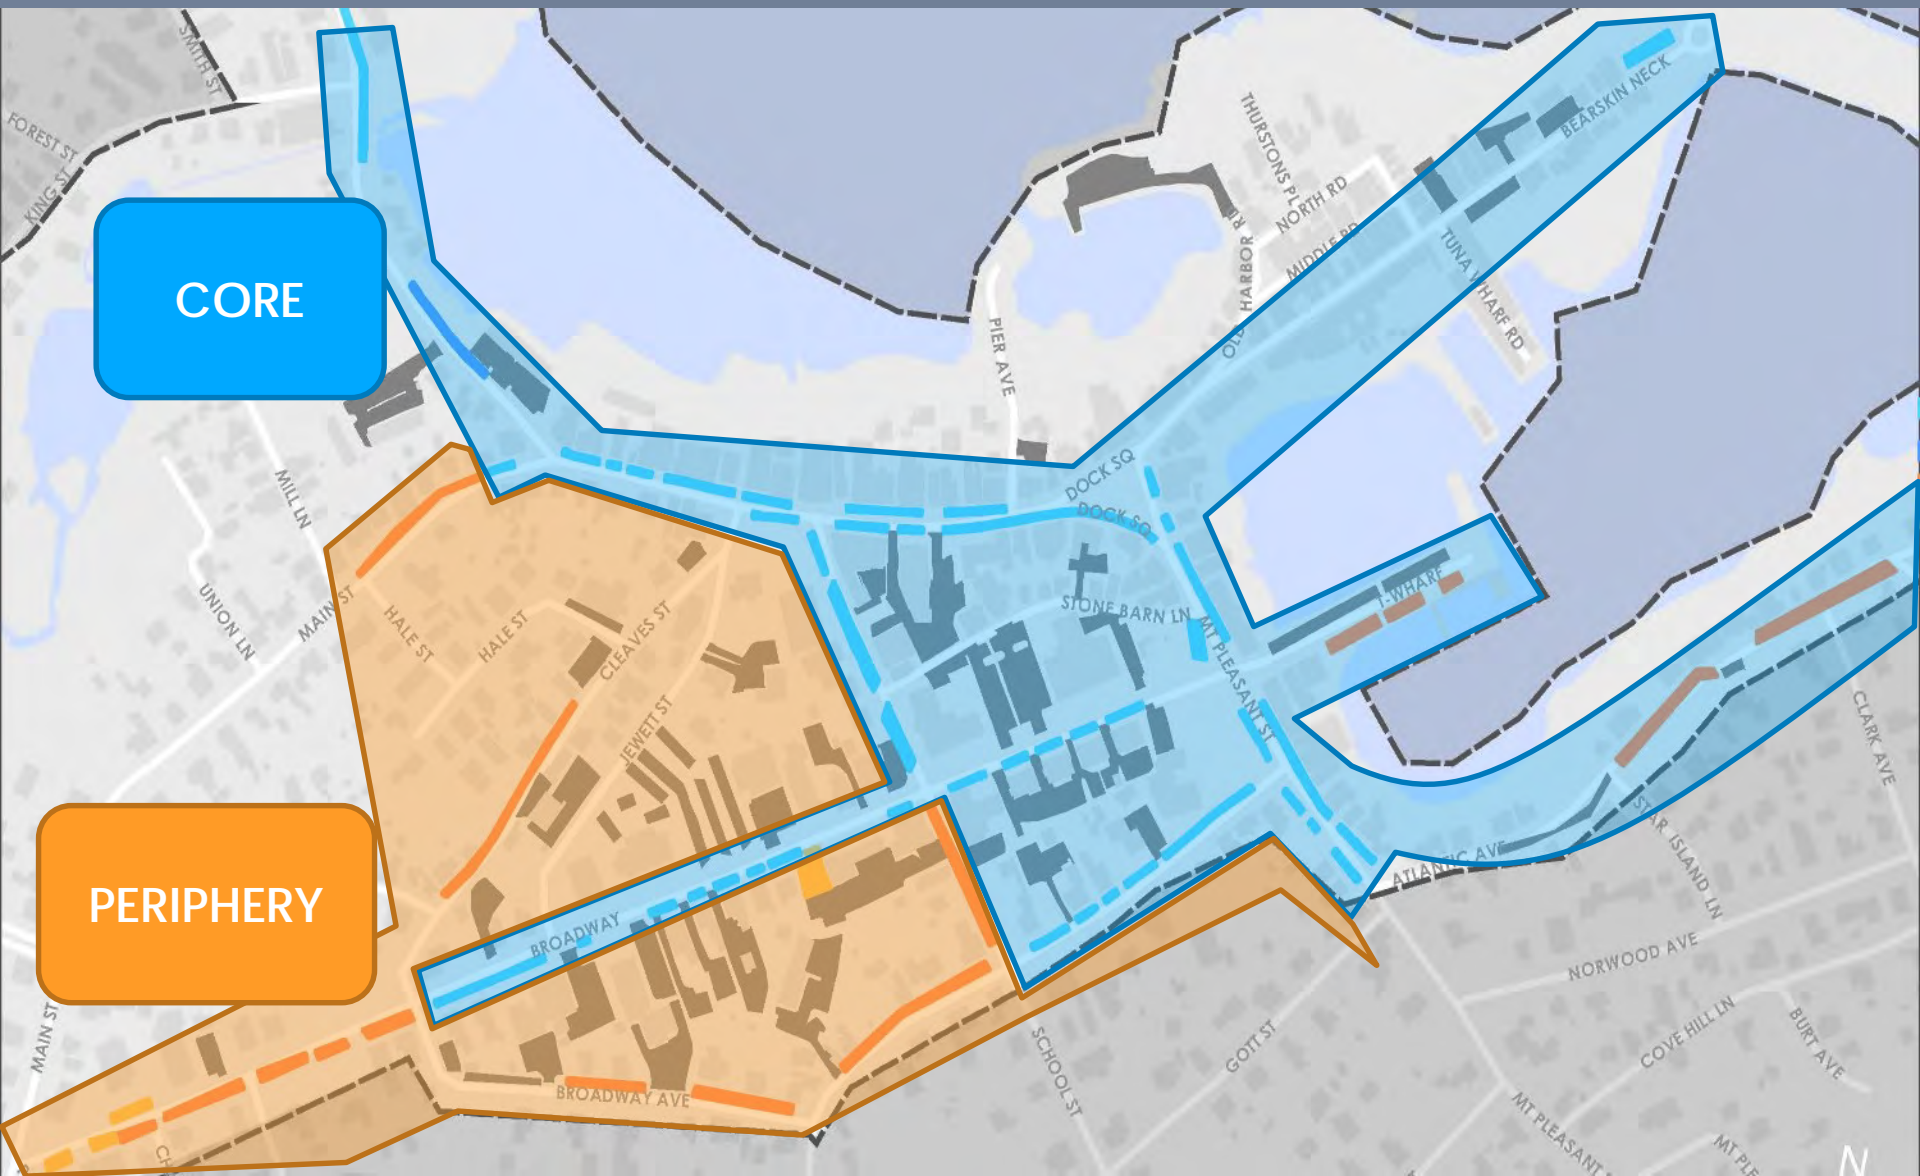 SMITH ST
FOREST ST
KING ST
BEARSKIN NECK
THURSTONS PL
NORTH RD
MIDDLE RD
OLD HARBOR RD
TUNA WHARF RD
PIER AVE
CORE
DOCK SQ
DOCK SQ
MILL LN
UNION LN
MAIN ST
HALE ST
HALE ST
CLEAVES ST
JEWETT ST
STONE BARN LN
T-WHARF
MT PLEASANT ST
CLARK AVE
STAR ISLAND LN
ATLANTIC AVE
PERIPHERY
BROADWAY
NORWOOD AVE
COVE HILL LN
BURT AVE
MAIN ST
BROADWAY AVE
SCHOOL ST
GOTT ST
MT PLEASANT
N